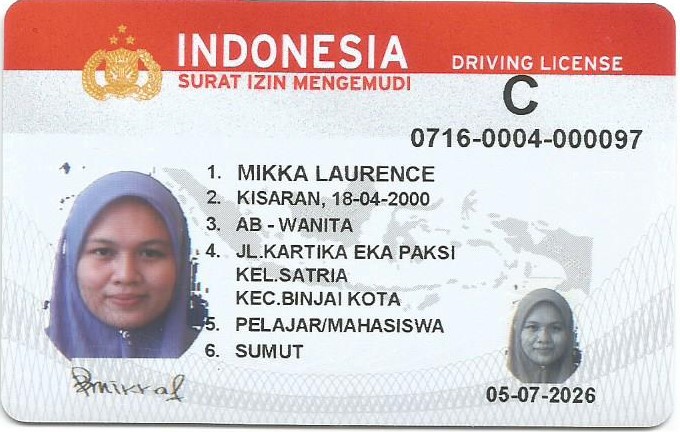 INDONESIA
SURAT IZIN MENGEMUDI
DRIVING LICENSE
C
0716-0004-000097
1. MIKKA LAURENCE
2. KISARAN, 18-04-2000
3. AB - WANITA
4. JL.KARTIKA EKA PAKSI
KEL.SATRIA
KEC.BINJAI KOTA
5. PELAJAR/MAHASISWA
6. SUMUT
05-07-2026